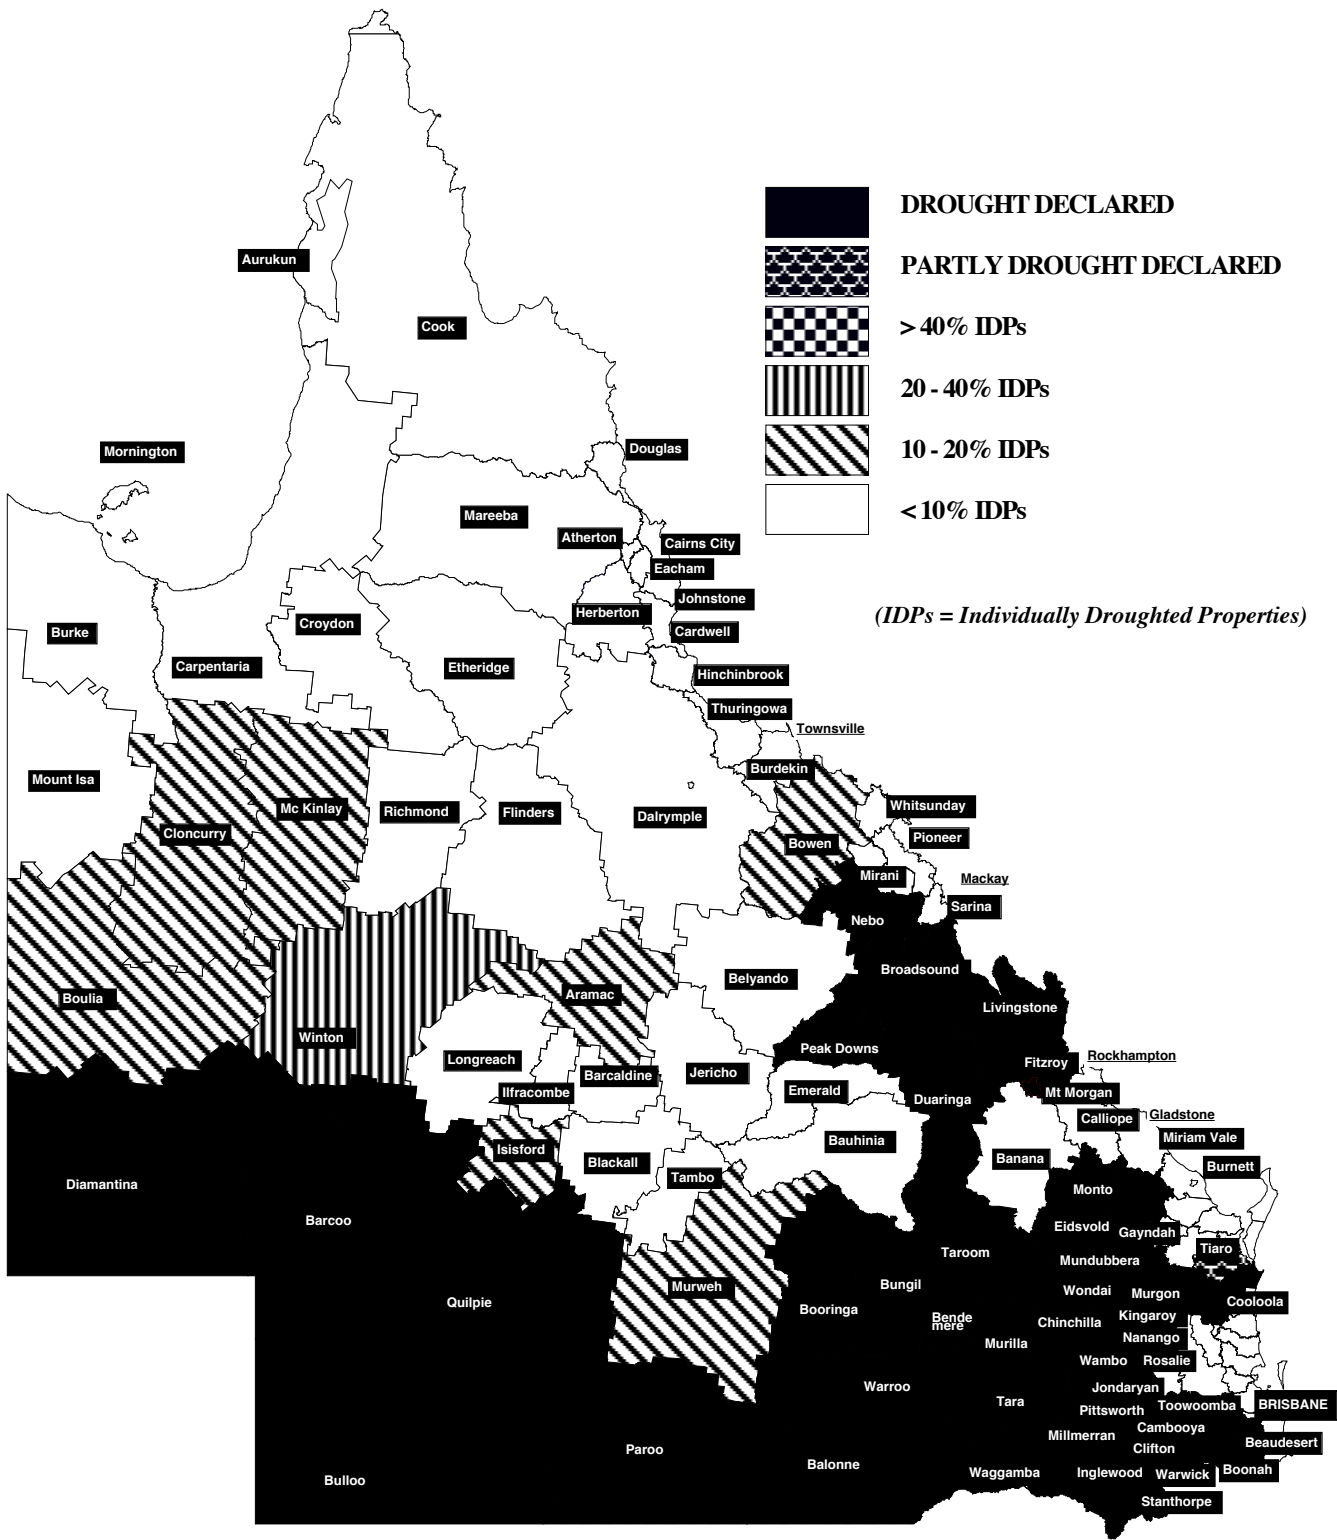 DROUGHT DECLARED
PARTLY DROUGHT DECLARED
> 40% IDPs
20 - 40% IDPs
10 - 20% IDPs
< 10% IDPs
(IDPs = Individually Droughted Properties)
Aurukun
Cook
Mornington
Douglas
Mareeba
Atherton
Cairns City
Eacham
Johnstone
Herberton
Cardwell
Burke
Croydon
Carpentaria
Etheridge
Hinchinbrook
Thuringowa
Townsville
Burdekin
Mount Isa
Mc Kinlay
Richmond
Flinders
Dalrymple
Whitsunday
Cloncurry
Bowen
Pioneer
Mirani
Mackay
Sarina
Nebo
Broadsound
Belyando
Boulia
Aramac
Livingstone
Winton
Longreach
Peak Downs
Fitzroy
Rockhampton
Barcaldine
Jericho
Ilfracombe
Emerald
Duaringa
Mt Morgan
Calliope
Gladstone
Miriam Vale
Isisford
Blackall
Bauhinia
Banana
Burnett
Diamantina
Tambo
Monto
Barcoo
Eidsvold
Gayndah
Tiaro
Taroom
Mundubbera
Murweh
Bungil
Wondai
Murgon
Cooloola
Quilpie
Booringa
Bende
mere
Chinchilla
Kingaroy
Murilla
Nanango
Wambo
Rosalie
Warroo
Jondaryan
Tara
Pittsworth
Toowoomba
BRISBANE
Millmerran
Cambooya
Clifton
Beaudesert
Paroo
Balonne
Waggamba
Inglewood
Warwick
Boonah
Bulloo
Stanthorpe